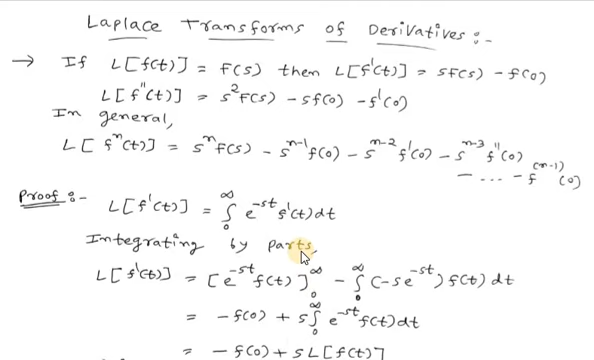 Laplace Transforms of Derivatives:-
→ If L[f(t)] = F(s) then L[f'(t)] = sF(s) - f(0)
L[f''(t)] = s²F(s) - sf(0) - f'(0)
In general,
L[fⁿ(t)] = sⁿF(s) - sⁿ⁻¹f(0) - sⁿ⁻²f'(0) - sⁿ⁻³f''(0)
- ... - f⁽ⁿ⁻¹⁾(0)
Proof:- L[f'(t)] = ∫₀^∞ e^(-st) f'(t) dt
Integrating by parts,
L[f'(t)] = [e^(-st) f(t)]₀^∞ - ∫₀^∞ (-se^(-st)) f(t) dt
= -f(0) + s∫₀^∞ e^(-st) f(t) dt
= -f(0) + sL[f(t)]